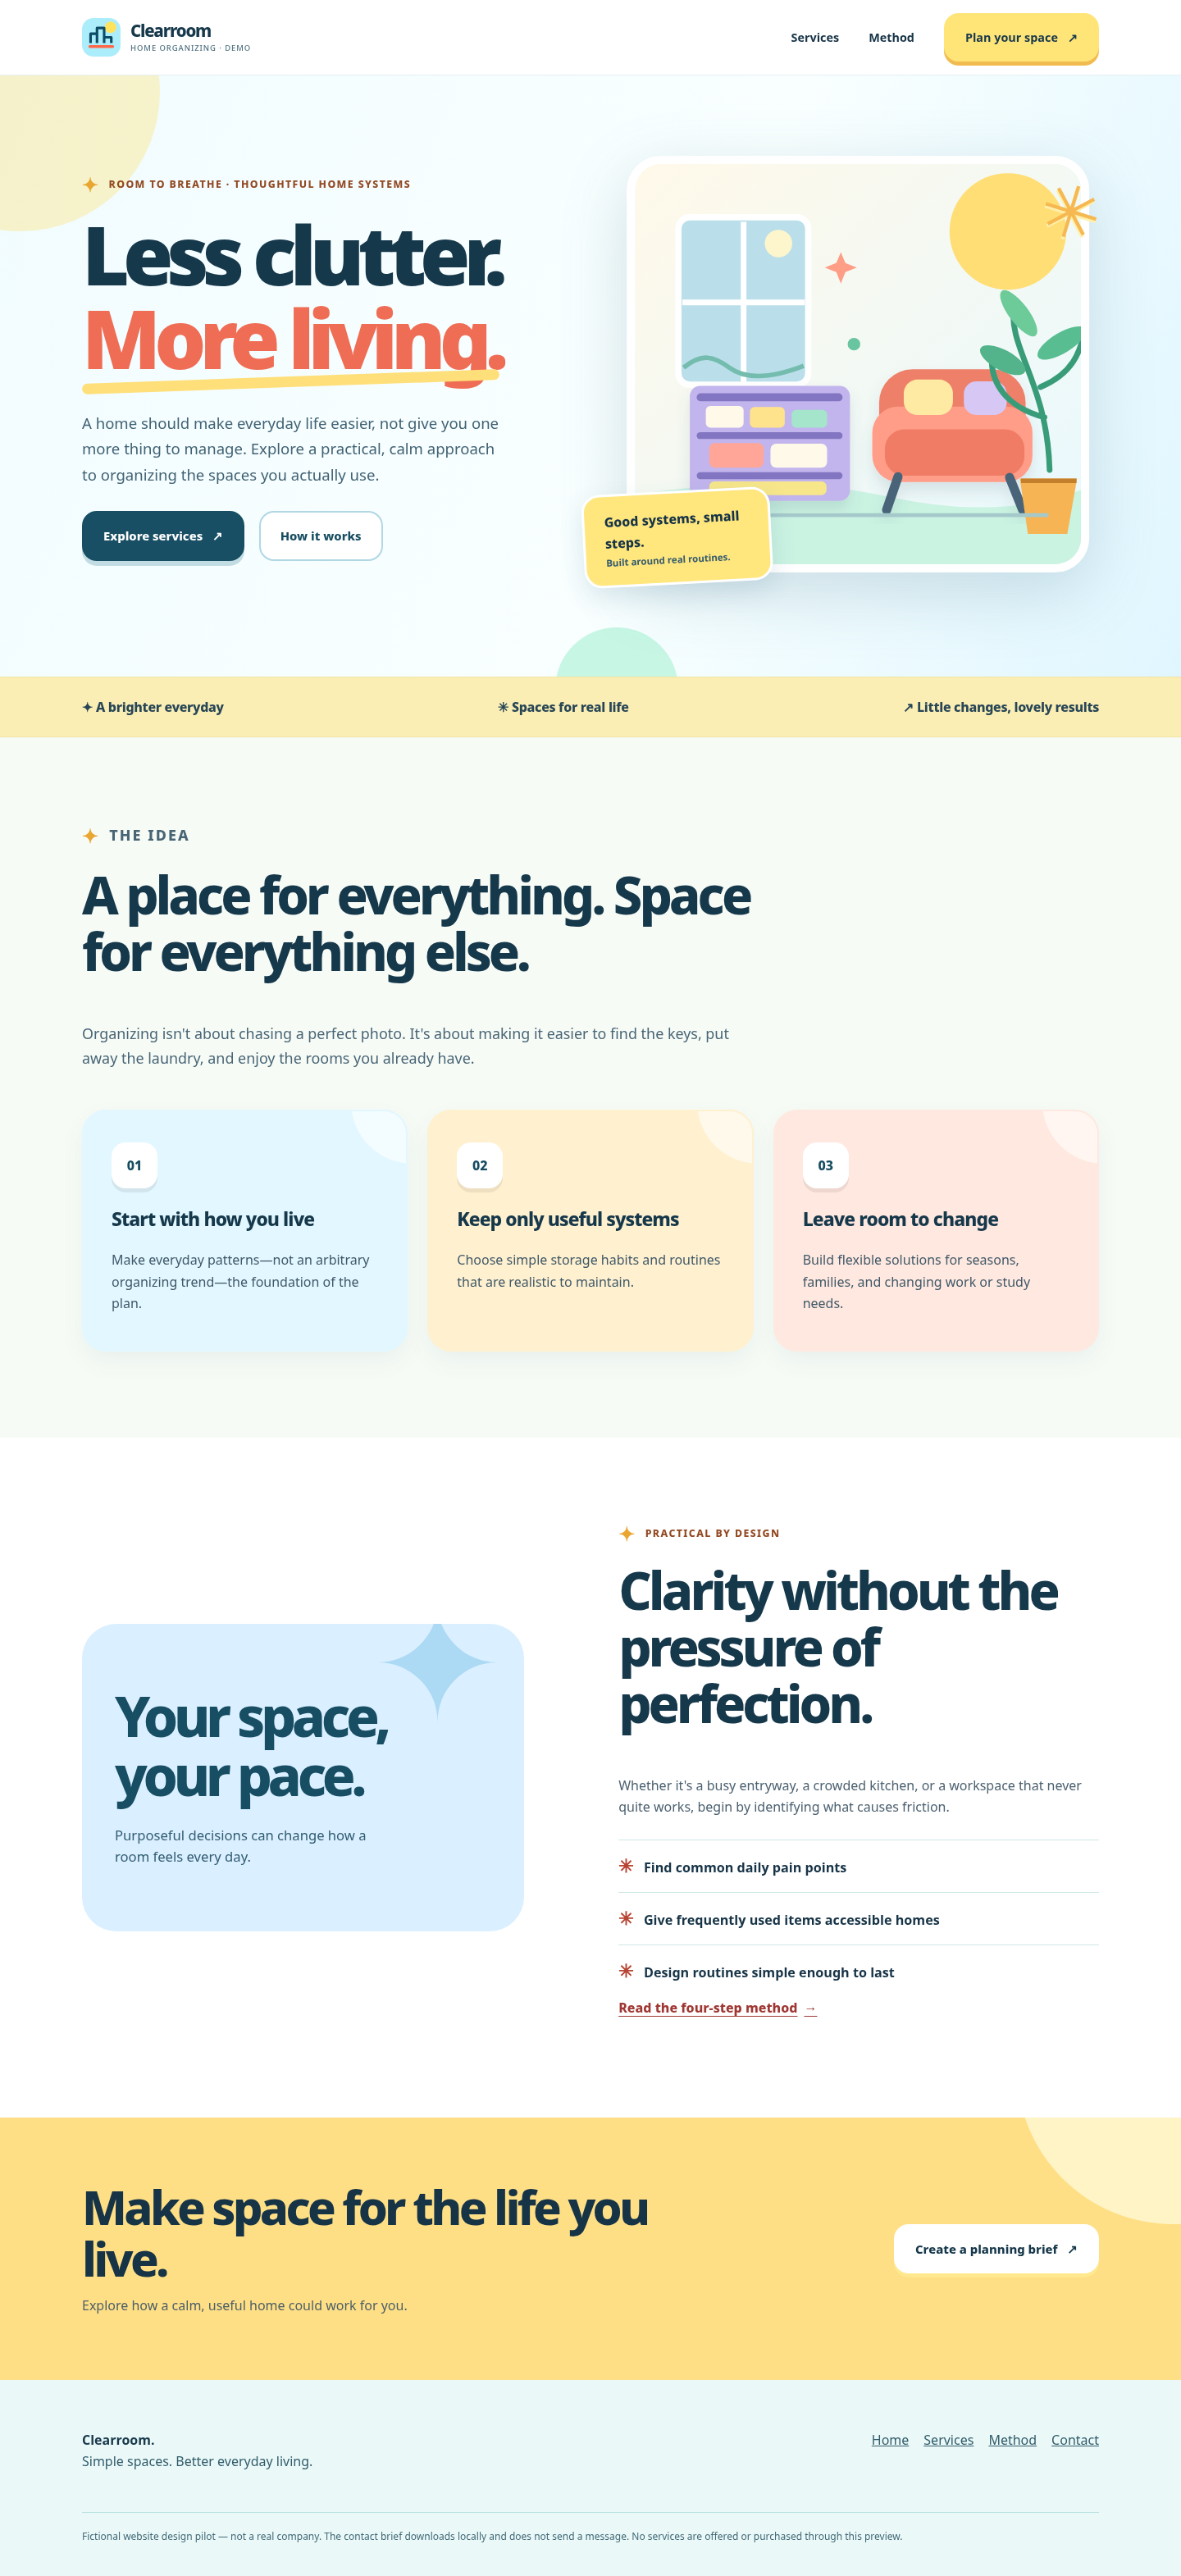 Clearroom
HOME ORGANIZING · DEMO
Services
Method
Plan your space ↗
ROOM TO BREATHE · THOUGHTFUL HOME SYSTEMS
Less clutter.
More living.
A home should make everyday life easier, not give you one
more thing to manage. Explore a practical, calm approach
to organizing the spaces you actually use.
Explore services ↗
How it works
Good systems, small
steps.
Built around real routines.
✦ A brighter everyday
✳ Spaces for real life
↗ Little changes, lovely results
THE IDEA
A place for everything. Space
for everything else.
Organizing isn't about chasing a perfect photo. It's about making it easier to find the keys, put
away the laundry, and enjoy the rooms you already have.
01
Start with how you live
Make everyday patterns—not an arbitrary
organizing trend—the foundation of the
plan.
02
Keep only useful systems
Choose simple storage habits and routines
that are realistic to maintain.
03
Leave room to change
Build flexible solutions for seasons,
families, and changing work or study
needs.
Your space,
your pace.
Purposeful decisions can change how a
room feels every day.
PRACTICAL BY DESIGN
Clarity without the
pressure of
perfection.
Whether it's a busy entryway, a crowded kitchen, or a workspace that never
quite works, begin by identifying what causes friction.
Find common daily pain points
Give frequently used items accessible homes
Design routines simple enough to last
Read the four-step method →
Make space for the life you
live.
Explore how a calm, useful home could work for you.
Create a planning brief ↗
Clearroom.
Simple spaces. Better everyday living.
Home
Services
Method
Contact
Fictional website design pilot — not a real company. The contact brief downloads locally and does not send a message. No services are offered or purchased through this preview.